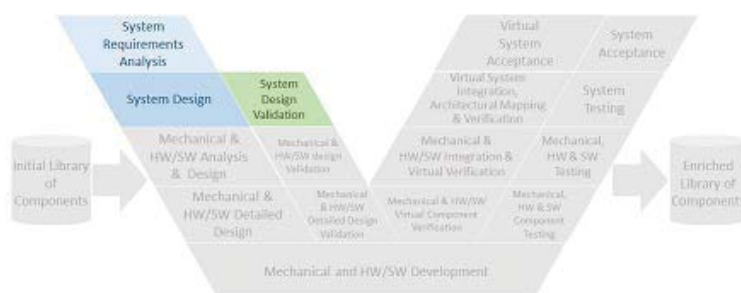 System
Requirements
Analysis
Virtual
System
Acceptance
System
Acceptance
System Design
System
Design
Validation
Virtual System
Integration,
Architectural Mapping
& Verification
System
Testing
Initial Library
of
Components
Mechanical &
HW/SW Analysis
& Design
Mechanical &
HW/SW design
Validation
Mechanical &
HW/SW Integration &
Virtual Verification
Mechanical,
HW & SW
Testing
Enriched
Library of
Components
Mechanical &
HW/SW Detailed
Design
Mechanical
& HW/SW
Detailed Design
Validation
Mechanical & HW/SW
Virtual Component
Verification
Mechanical,
HW & SW
Component
Testing
Mechanical and HW/SW Development